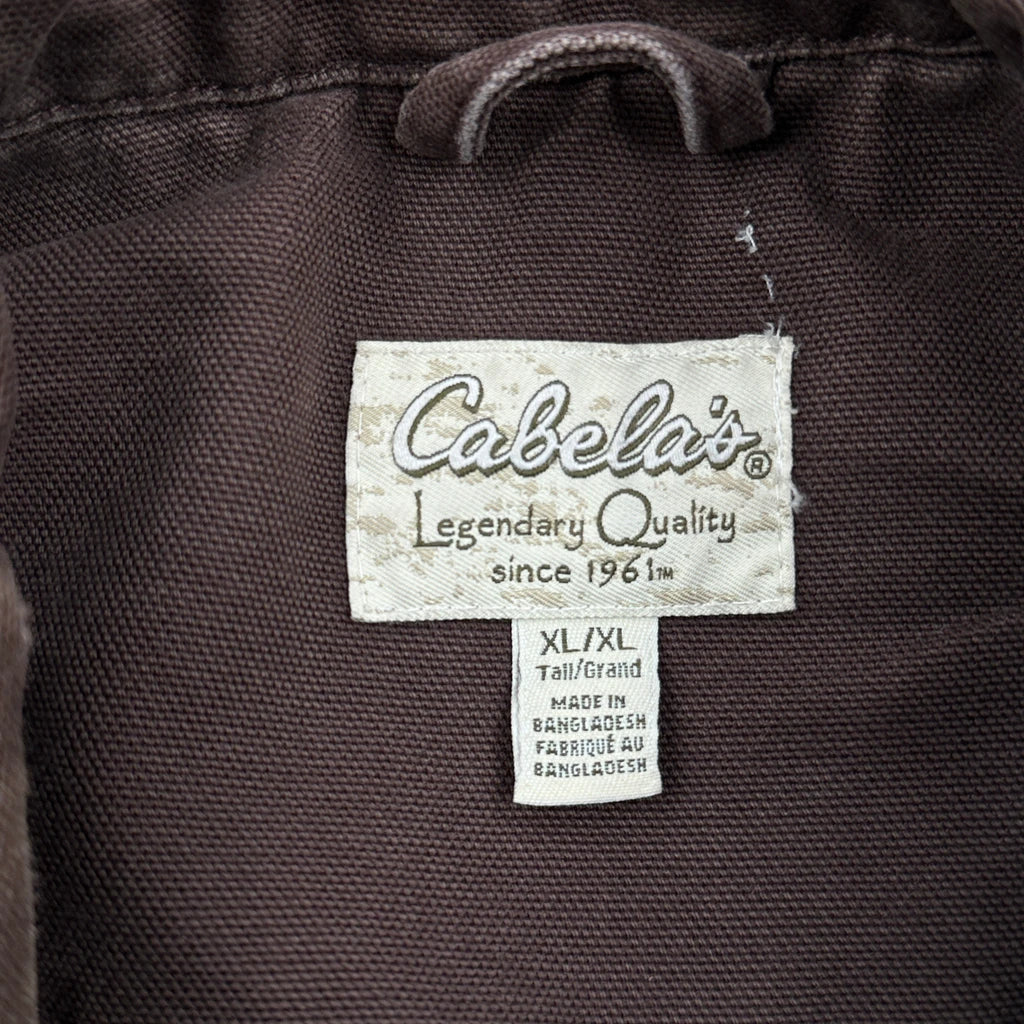 Cabela's®
Legendary Quality
since 1961™
XL/XL
Tall/Grand
MADE IN
BANGLADESH
FABRIQUÉ AU
BANGLADESH